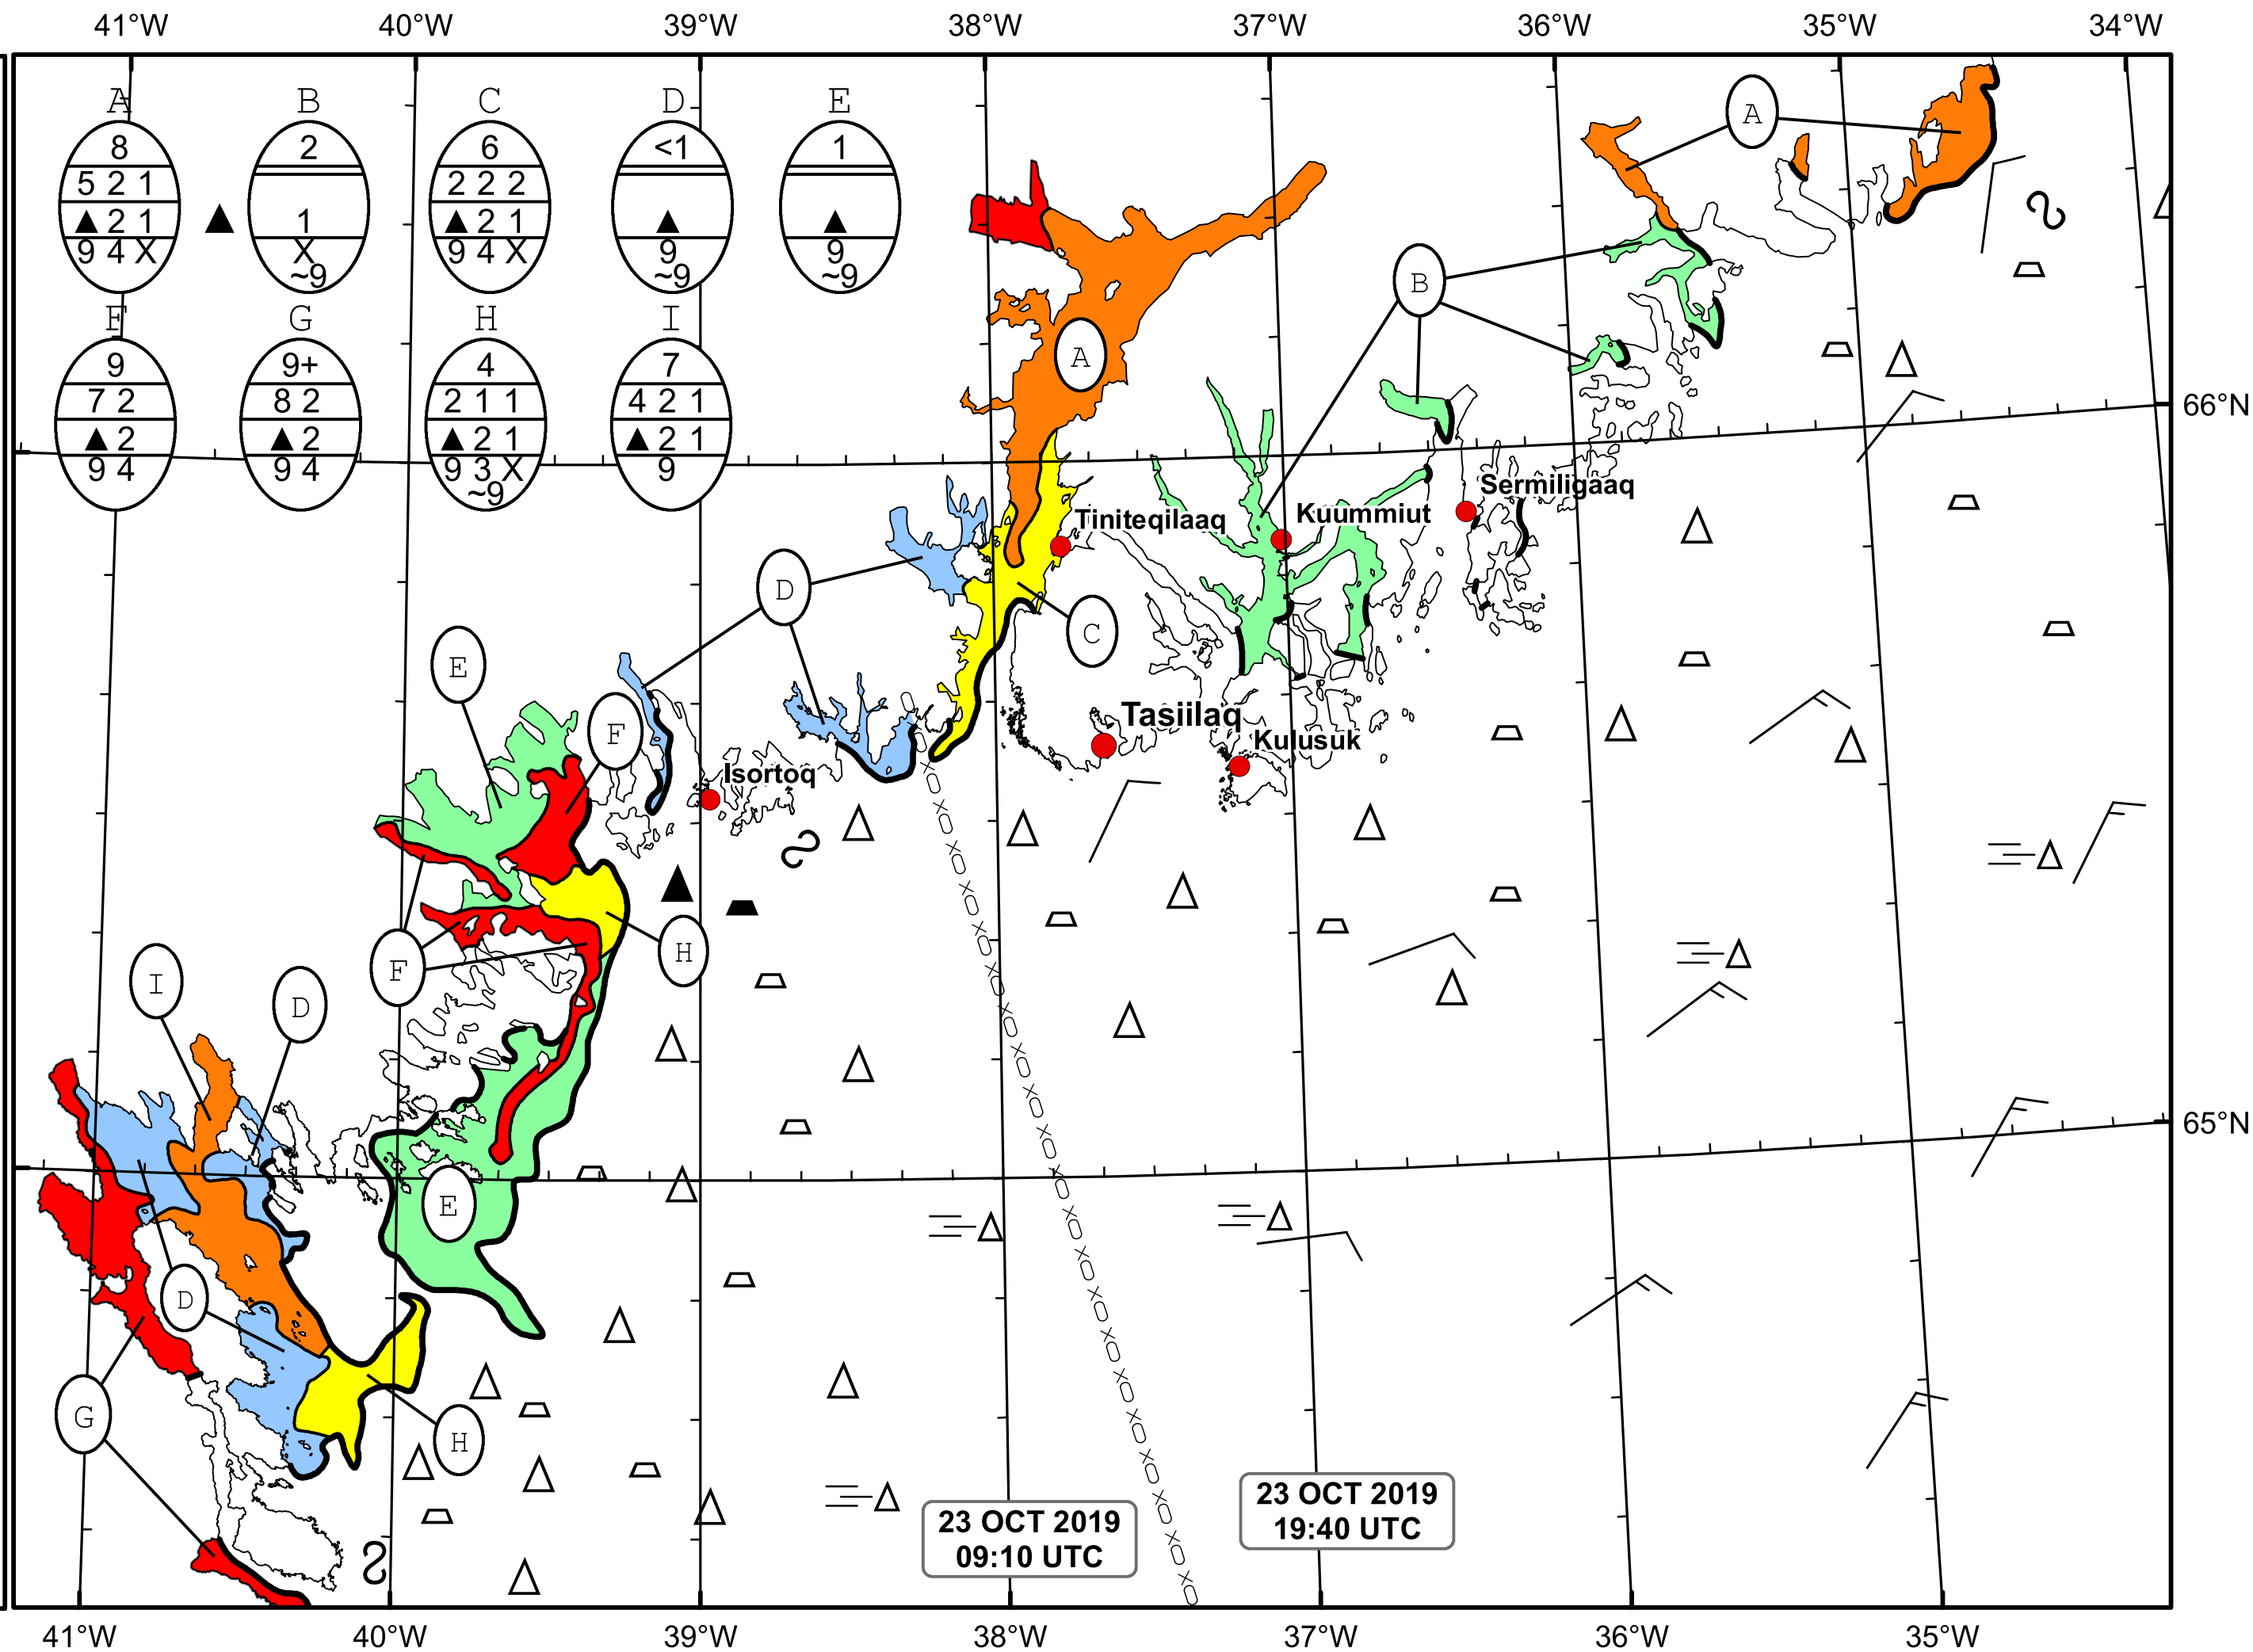 41°W 40°W 39°W 38°W 37°W 36°W 35°W 34°W
A B C D E
8 2 6 <1 1
5 2 1 2 2 2
▲ 2 1 ▲ 1 ▲ 2 1 ▲ ▲
9 4 X X 9 4 X 9 9
~9 ~9 ~9
F G H I
9 9+ 4 7
7 2 8 2 2 1 1 4 2 1
▲ 2 ▲ 2 ▲ 2 1 ▲ 2 1
9 4 9 4 9 3 X 9
~9
A
B
A
66°N
Sermiligaaq
Tiniteqilaaq
Kuummiut
D
C
E
F
Tasiilaq
Kulusuk
Isortoq
H
F
I
D
65°N
E
D
G
H
23 OCT 2019
09:10 UTC
23 OCT 2019
19:40 UTC
41°W 40°W 39°W 38°W 37°W 36°W 35°W